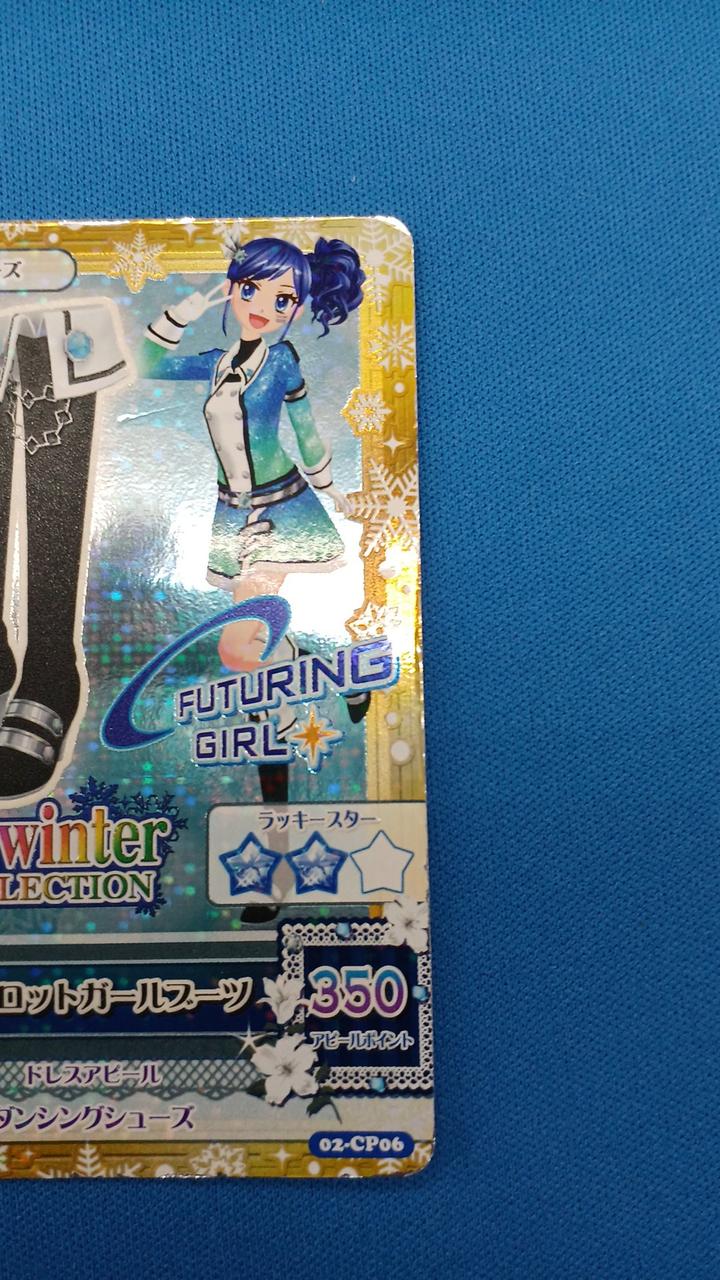 ーズ
FUTURING
GIRL
winter
LECTION
ラッキースター
ロットガールブーツ
350
アピールポイント
ドレスアピール
ダンシングシューズ
02-CP06